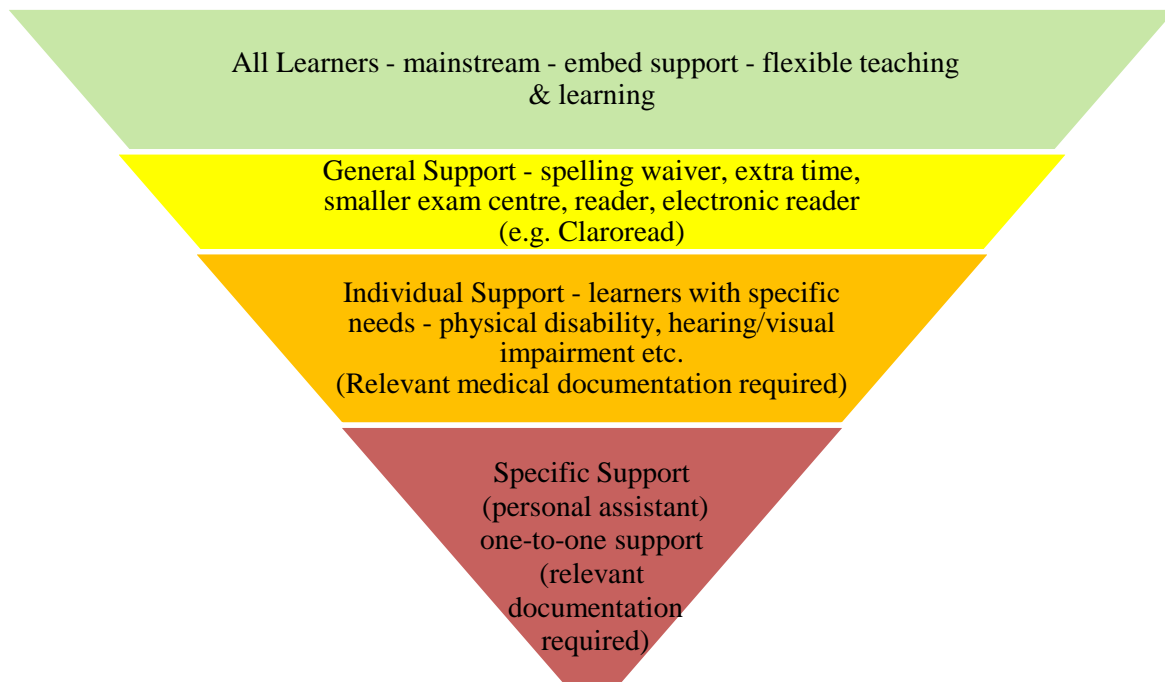 All Learners - mainstream - embed support - flexible teaching
& learning
General Support - spelling waiver, extra time,
smaller exam centre, reader, electronic reader
(e.g. Claroread)
Individual Support - learners with specific
needs - physical disability, hearing/visual
impairment etc.
(Relevant medical documentation required)
Specific Support
(personal assistant)
one-to-one support
(relevant
documentation
required)